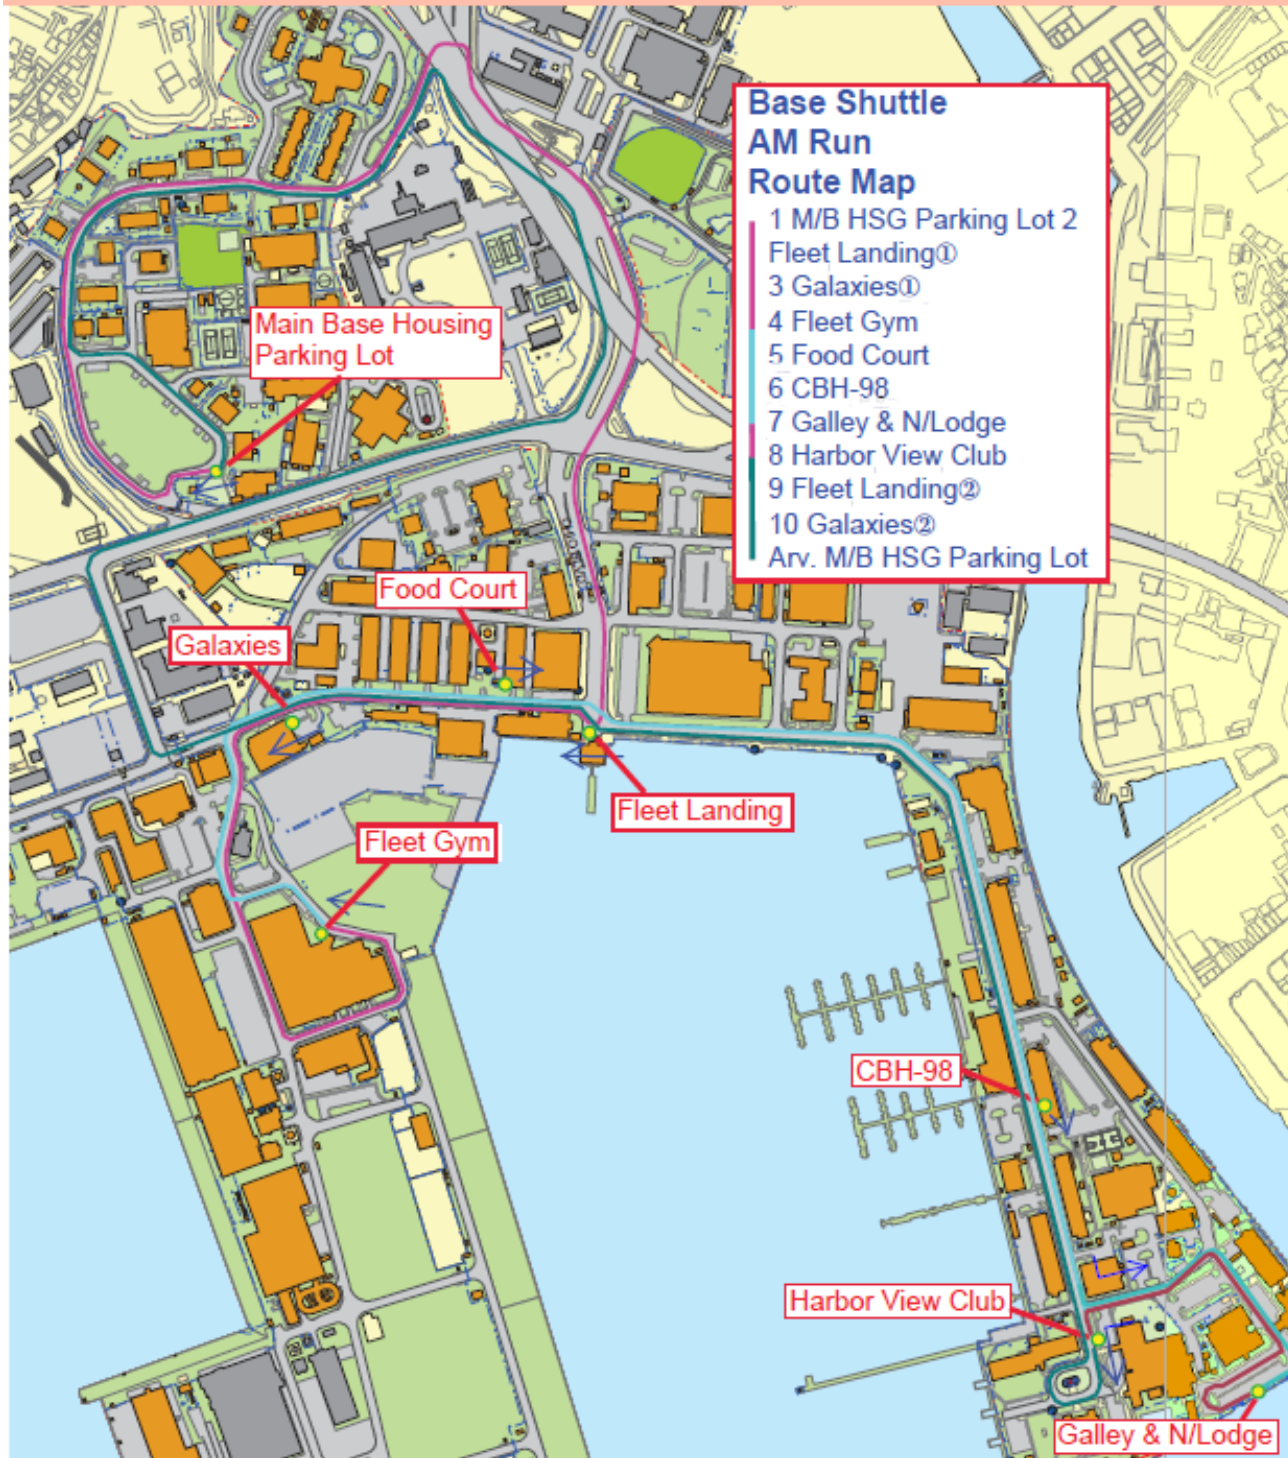 Base Shuttle
AM Run
Route Map
1 M/B HSG Parking Lot 2
Fleet Landing①
3 Galaxies①
4 Fleet Gym
5 Food Court
6 CBH-98
7 Galley & N/Lodge
8 Harbor View Club
9 Fleet Landing②
10 Galaxies②
Arv. M/B HSG Parking Lot
Main Base Housing
Parking Lot
Food Court
Galaxies
Fleet Landing
Fleet Gym
CBH-98
Harbor View Club
Galley & N/Lodge